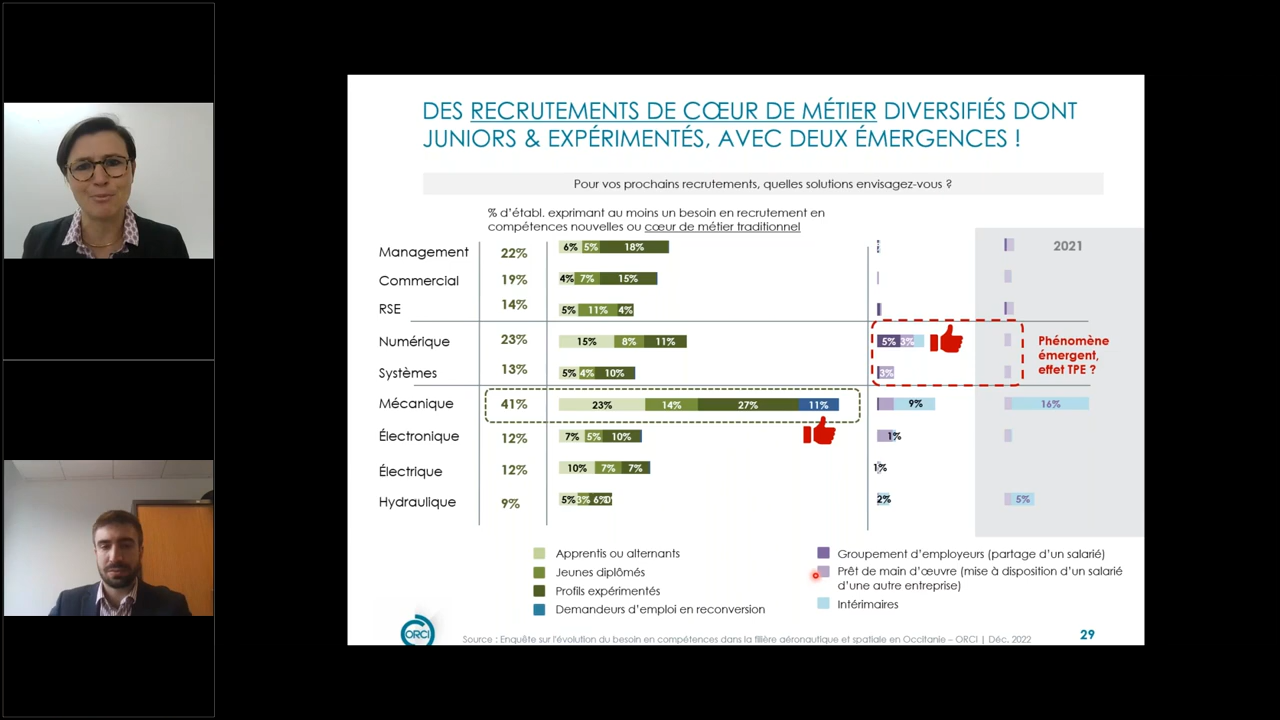 DES RECRUTEMENTS DE CŒUR DE MÉTIER DIVERSIFIÉS DONT
JUNIORS & EXPÉRIMENTÉS, AVEC DEUX ÉMERGENCES !
Pour vos prochains recrutements, quelles solutions envisagez-vous ?
% d'établ. exprimant au moins un besoin en recrutement en
compétences nouvelles ou cœur de métier traditionnel
2021
Management 22% 6% 5% 18%
Commercial 19% 4% 7% 15%
RSE 14% 5% 11% 4%
Numérique 23% 15% 8% 11% 5% 3%
Systèmes 13% 5% 4% 10% 3%
Phénomène
émergent,
effet TPE ?
Mécanique 41% 23% 14% 27% 11% 9% 16%
Électronique 12% 7% 5% 10% 1%
Électrique 12% 10% 7% 7% 1%
Hydraulique 9% 5% 3% 6% 2% 5%
Apprentis ou alternants
Jeunes diplômés
Profils expérimentés
Demandeurs d'emploi en reconversion
Groupement d'employeurs (partage d'un salarié)
Prêt de main d'œuvre (mise à disposition d'un salarié
d'une autre entreprise)
Intérimaires
ORCI
Source : Enquête sur l'évolution du besoin en compétences dans la filière aéronautique et spatiale en Occitanie – ORCI | Déc. 2022
29